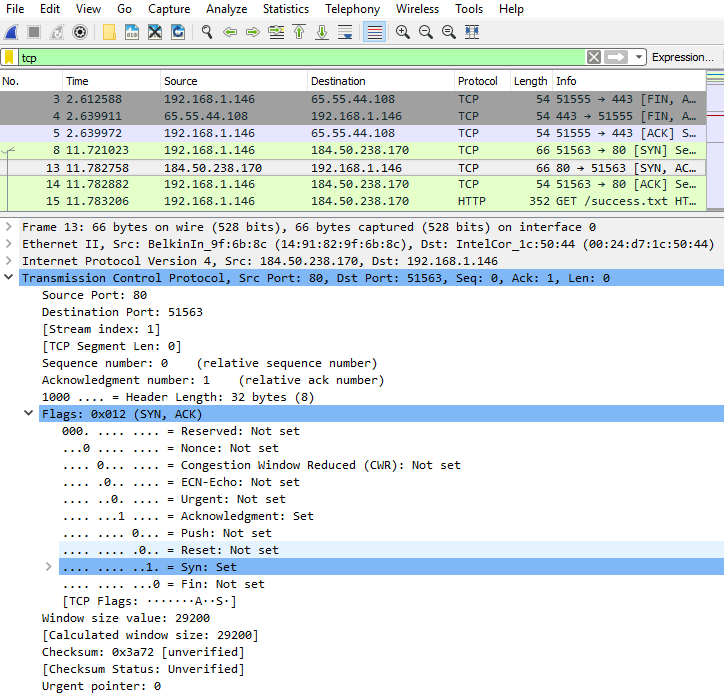 File Edit View Go Capture Analyze Statistics Telephony Wireless Tools Help
tcp Expression...
No. Time Source Destination Protocol Length Info
3 2.612588 192.168.1.146 65.55.44.108 TCP 54 51555 → 443 [FIN, A…
4 2.639911 65.55.44.108 192.168.1.146 TCP 54 443 → 51555 [FIN, A…
5 2.639972 192.168.1.146 65.55.44.108 TCP 54 51555 → 443 [ACK] S…
8 11.721023 192.168.1.146 184.50.238.170 TCP 66 51563 → 80 [SYN] Se…
13 11.782758 184.50.238.170 192.168.1.146 TCP 66 80 → 51563 [SYN, AC…
14 11.782882 192.168.1.146 184.50.238.170 TCP 54 51563 → 80 [ACK] Se…
15 11.783206 192.168.1.146 184.50.238.170 HTTP 352 GET /success.txt HT…
Frame 13: 66 bytes on wire (528 bits), 66 bytes captured (528 bits) on interface 0
Ethernet II, Src: BelkinIn_9f:6b:8c (14:91:82:9f:6b:8c), Dst: IntelCor_1c:50:44 (00:24:d7:1c:50:44)
Internet Protocol Version 4, Src: 184.50.238.170, Dst: 192.168.1.146
Transmission Control Protocol, Src Port: 80, Dst Port: 51563, Seq: 0, Ack: 1, Len: 0
Source Port: 80
Destination Port: 51563
[Stream index: 1]
[TCP Segment Len: 0]
Sequence number: 0 (relative sequence number)
Acknowledgment number: 1 (relative ack number)
1000 .... = Header Length: 32 bytes (8)
Flags: 0x012 (SYN, ACK)
000. .... .... = Reserved: Not set
...0 .... .... = Nonce: Not set
.... 0... .... = Congestion Window Reduced (CWR): Not set
.... .0.. .... = ECN-Echo: Not set
.... ..0. .... = Urgent: Not set
.... ...1 .... = Acknowledgment: Set
.... .... 0... = Push: Not set
.... .... .0.. = Reset: Not set
.... .... ..1. = Syn: Set
.... .... ...0 = Fin: Not set
[TCP Flags: ·······A··S·]
Window size value: 29200
[Calculated window size: 29200]
Checksum: 0x3a72 [unverified]
[Checksum Status: Unverified]
Urgent pointer: 0